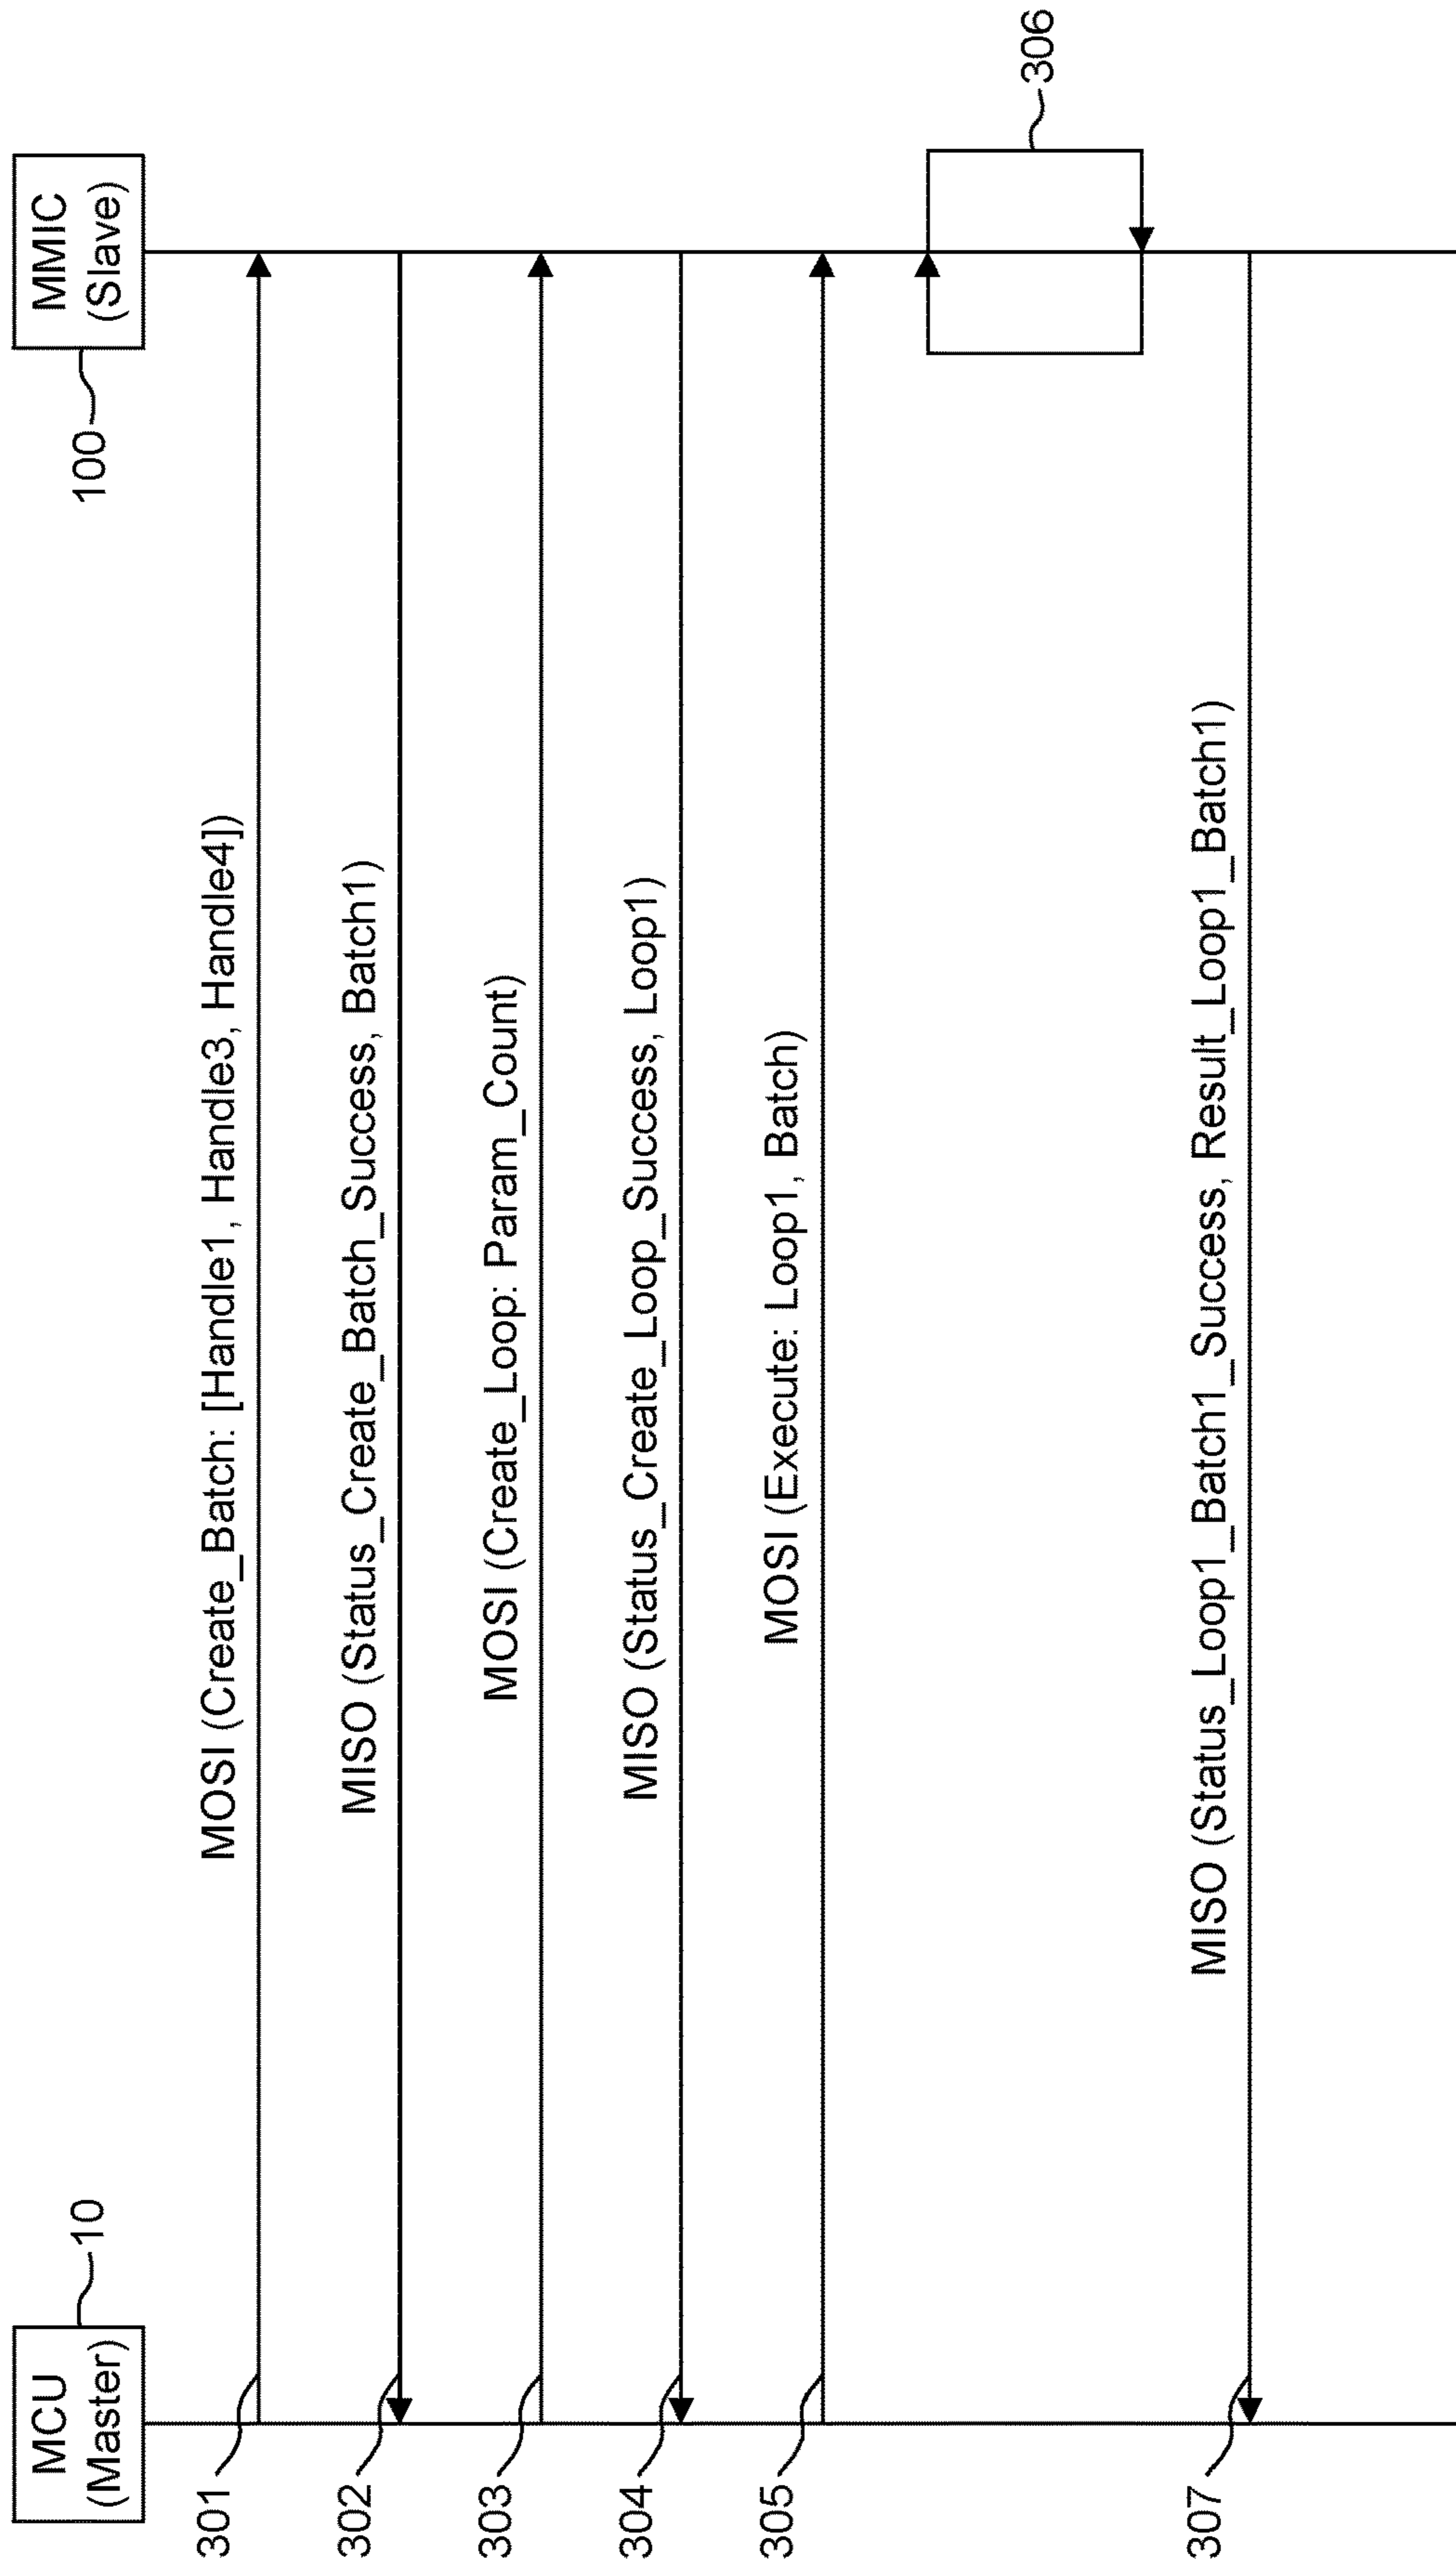 MCU
(Master)
10
100
MMIC
(Slave)
301
MOSI (Create_Batch: [Handle1, Handle3, Handle4])
302
MISO (Status_Create_Batch_Success, Batch1)
303
MOSI (Create_Loop: Param_Count)
304
MISO (Status_Create_Loop_Success, Loop1)
305
MOSI (Execute: Loop1, Batch)
306
307
MISO (Status_Loop1_Batch1_Success, Result_Loop1_Batch1)